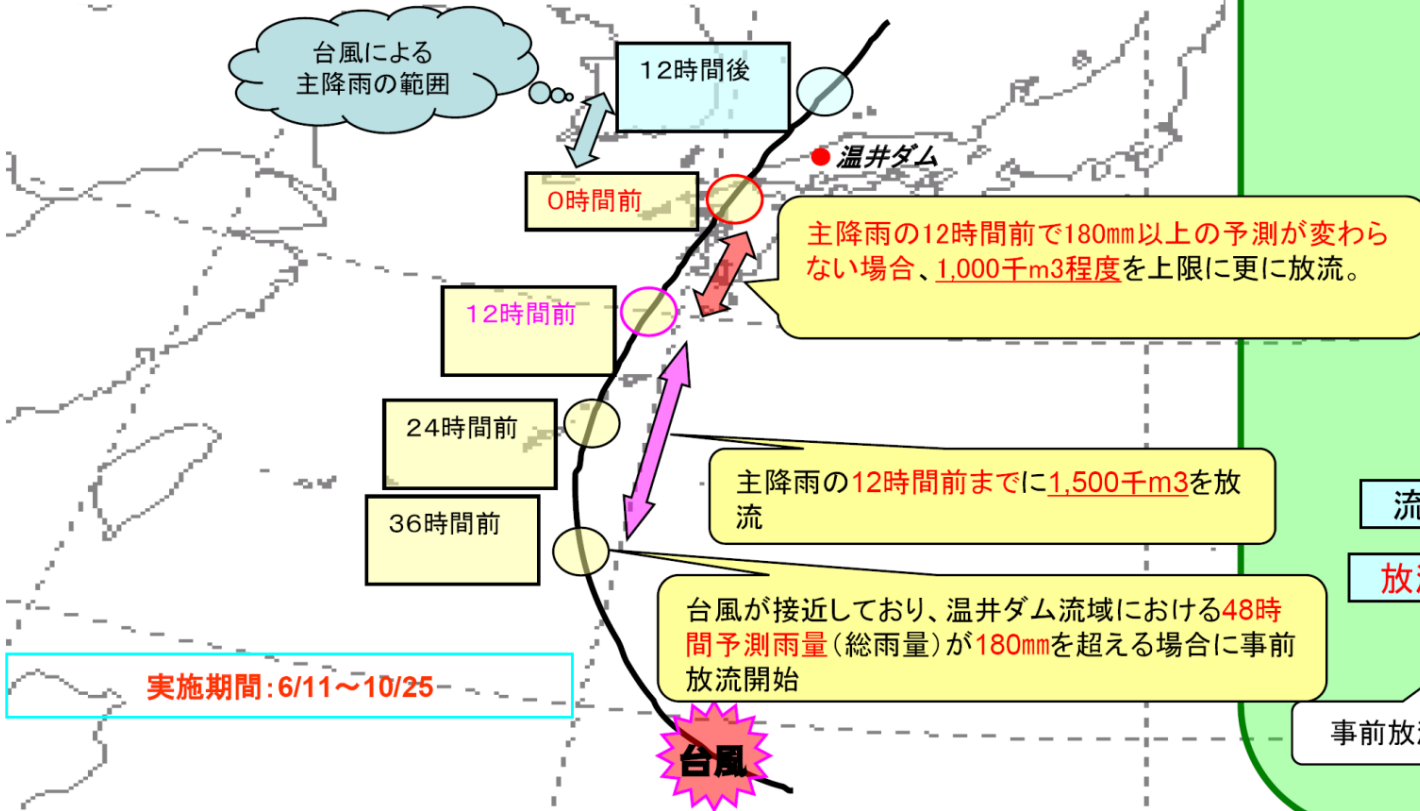 台風による
主降雨の範囲
12時間後
温井ダム
0時間前
主降雨の12時間前で180㎜以上の予測が変わら
ない場合、1,000千m3程度を上限に更に放流。
12時間前
24時間前
主降雨の12時間前までに1,500千m3を放
流
36時間前
台風が接近しており、温井ダム流域における48時
間予測雨量（総雨量）が180㎜を超える場合に事前
放流開始
実施期間：6/11～10/25
台風
流
放
事前放